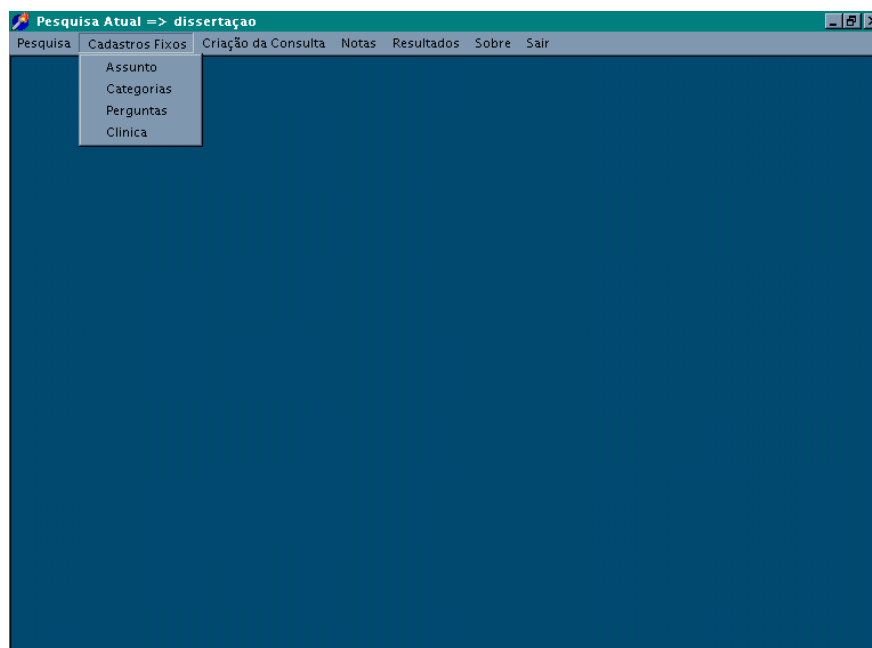 Pesquisa Atual => dissertaçao
Pesquisa Cadastros Fixos Criação da Consulta Notas Resultados Sobre Sair
Assunto
Categorias
Perguntas
Clinica